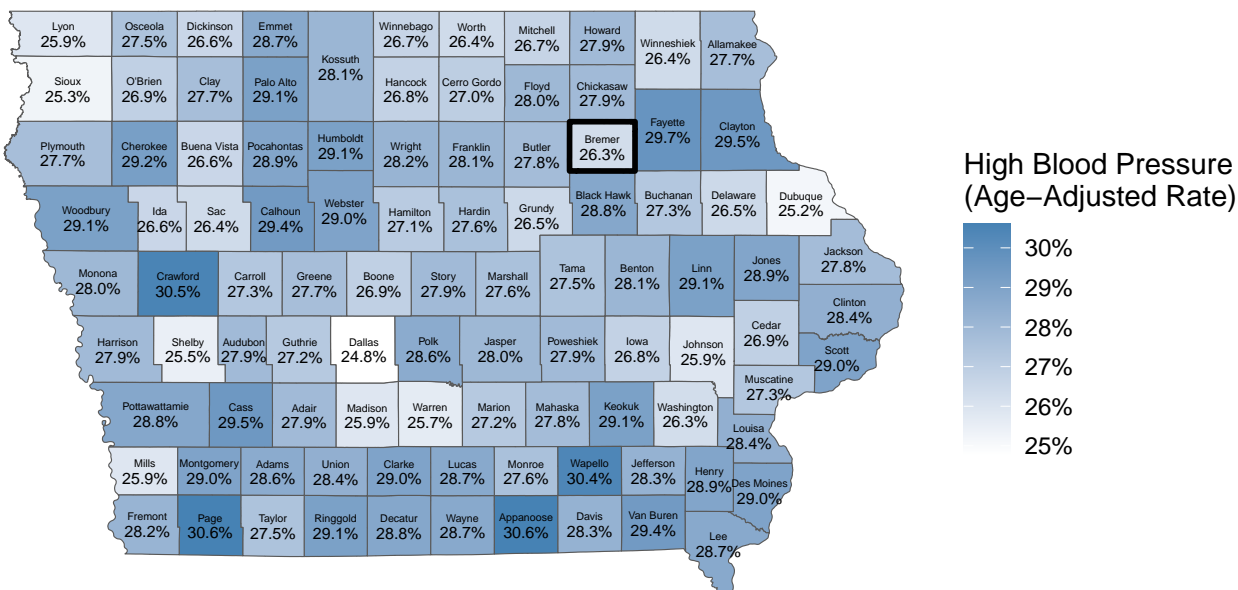 Lyon
25.9%
Osceola
27.5%
Dickinson
26.6%
Emmet
28.7%
Kossuth
28.1%
Winnebago
26.7%
Worth
26.4%
Mitchell
26.7%
Howard
27.9%
Winneshiek
26.4%
Allamakee
27.7%
Sioux
25.3%
O'Brien
26.9%
Clay
27.7%
Palo Alto
29.1%
Hancock
26.8%
Cerro Gordo
27.0%
Floyd
28.0%
Chickasaw
27.9%
Plymouth
27.7%
Cherokee
29.2%
Buena Vista
26.6%
Pocahontas
28.9%
Humboldt
29.1%
Wright
28.2%
Franklin
28.1%
Butler
27.8%
Bremer
26.3%
Fayette
29.7%
Clayton
29.5%
Woodbury
29.1%
Ida
26.6%
Sac
26.4%
Calhoun
29.4%
Webster
29.0%
Hamilton
27.1%
Hardin
27.6%
Grundy
26.5%
Black Hawk
28.8%
Buchanan
27.3%
Delaware
26.5%
Dubuque
25.2%
Monona
28.0%
Crawford
30.5%
Carroll
27.3%
Greene
27.7%
Boone
26.9%
Story
27.9%
Marshall
27.6%
Tama
27.5%
Benton
28.1%
Linn
29.1%
Jones
28.9%
Jackson
27.8%
Clinton
28.4%
Harrison
27.9%
Shelby
25.5%
Audubon
27.9%
Guthrie
27.2%
Dallas
24.8%
Polk
28.6%
Jasper
28.0%
Poweshiek
27.9%
Iowa
26.8%
Johnson
25.9%
Cedar
26.9%
Scott
29.0%
Muscatine
27.3%
Pottawattamie
28.8%
Cass
29.5%
Adair
27.9%
Madison
25.9%
Warren
25.7%
Marion
27.2%
Mahaska
27.8%
Keokuk
29.1%
Washington
26.3%
Louisa
28.4%
Mills
25.9%
Montgomery
29.0%
Adams
28.6%
Union
28.4%
Clarke
29.0%
Lucas
28.7%
Monroe
27.6%
Wapello
30.4%
Jefferson
28.3%
Henry
28.9%
Des Moines
29.0%
Fremont
28.2%
Page
30.6%
Taylor
27.5%
Ringgold
29.1%
Decatur
28.8%
Wayne
28.7%
Appanoose
30.6%
Davis
28.3%
Van Buren
29.4%
Lee
28.7%
High Blood Pressure
(Age−Adjusted Rate)
30%
29%
28%
27%
26%
25%